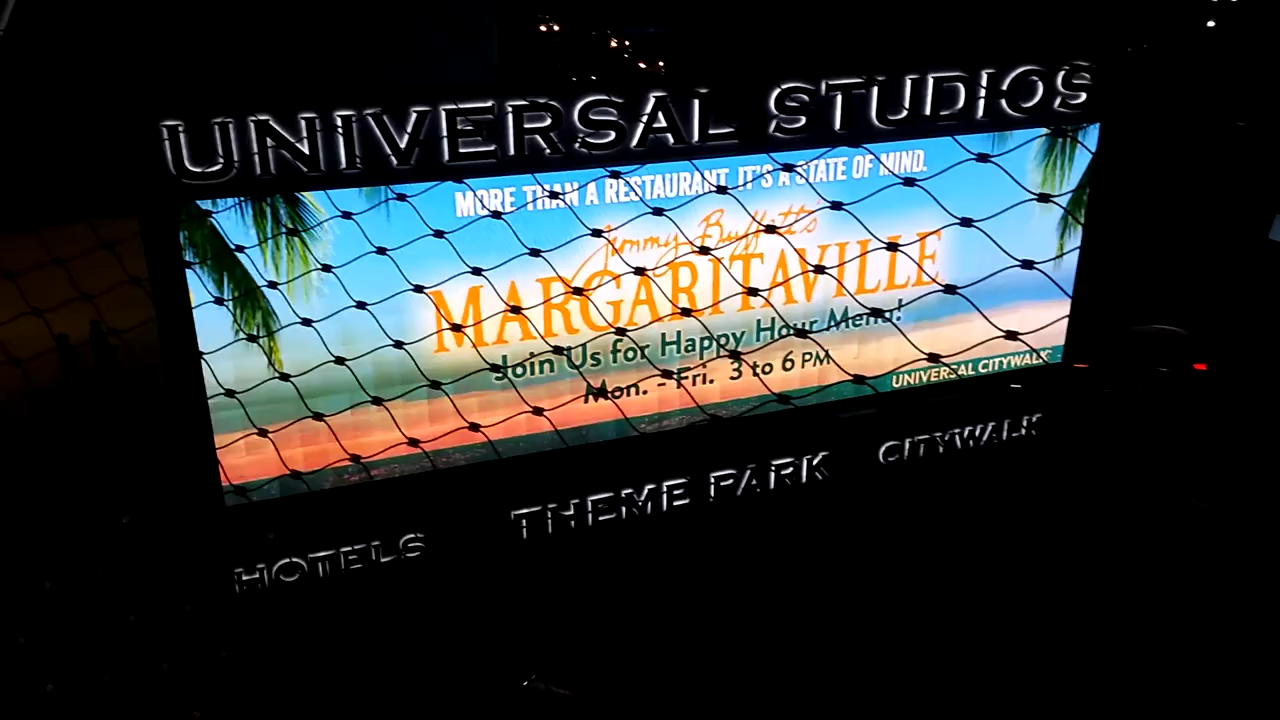 UNIVERSAL STUDIOS
MORE THAN A RESTAURANT, IT'S A STATE OF MIND.
Jimmy Buffett's
MARGARITAVILLE
Join Us for Happy Hour Menu!
Mon. - Fri. 3 to 6 PM
UNIVERSAL CITYWALK
HOTELS THEME PARK CITYWALK